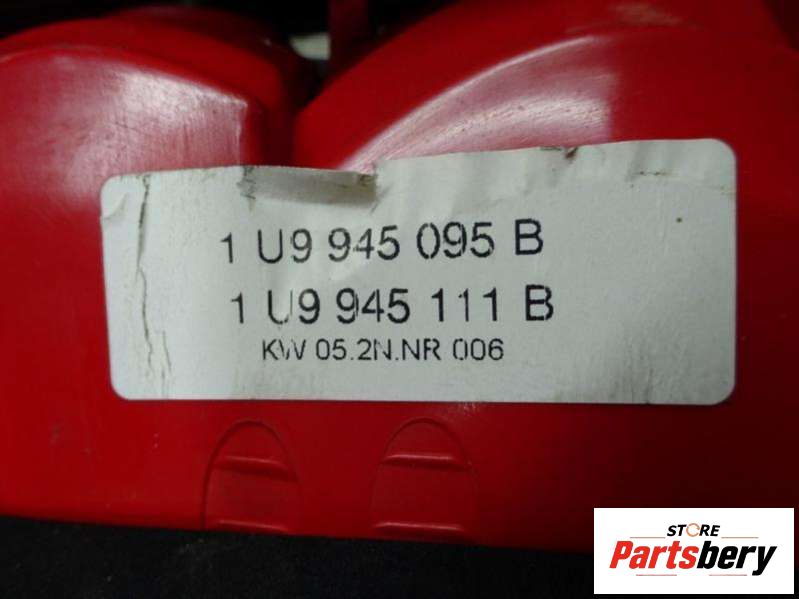 1 U9 945 095 B
1 U9 945 111 B
KW 05.2N.NR 006
STORE
Partsbery